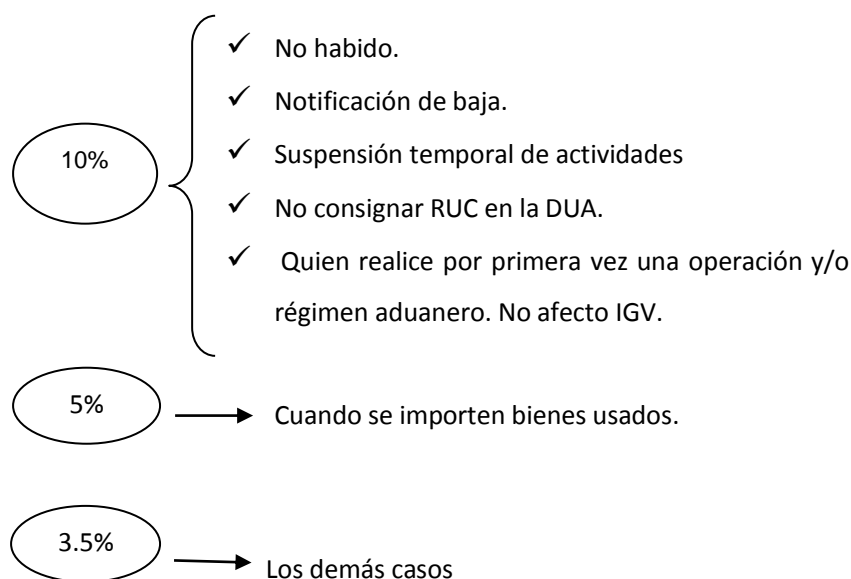 10%
✓ No habido.
✓ Notificación de baja.
✓ Suspensión temporal de actividades
✓ No consignar RUC en la DUA.
✓ Quien realice por primera vez una operación y/o
régimen aduanero. No afecto IGV.
5%
Cuando se importen bienes usados.
3.5%
Los demás casos